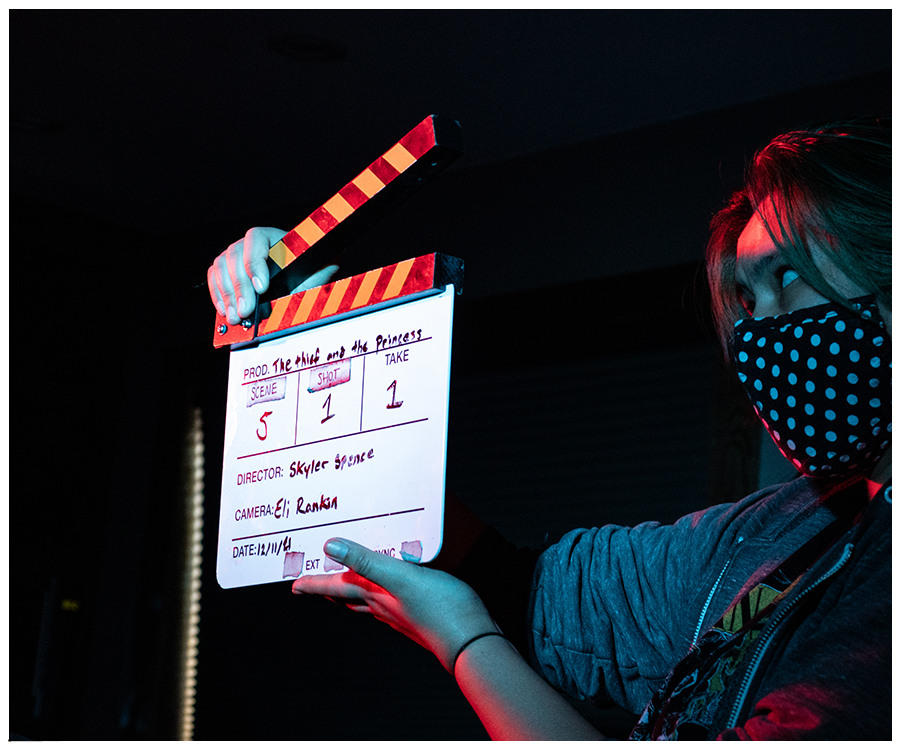 PROD. The thief and the Princess
SCENE SHOT TAKE
5 1 1
DIRECTOR: Skyler Spence
CAMERA: Eli Rankin
DATE: 12/11/21
EXT SYNC